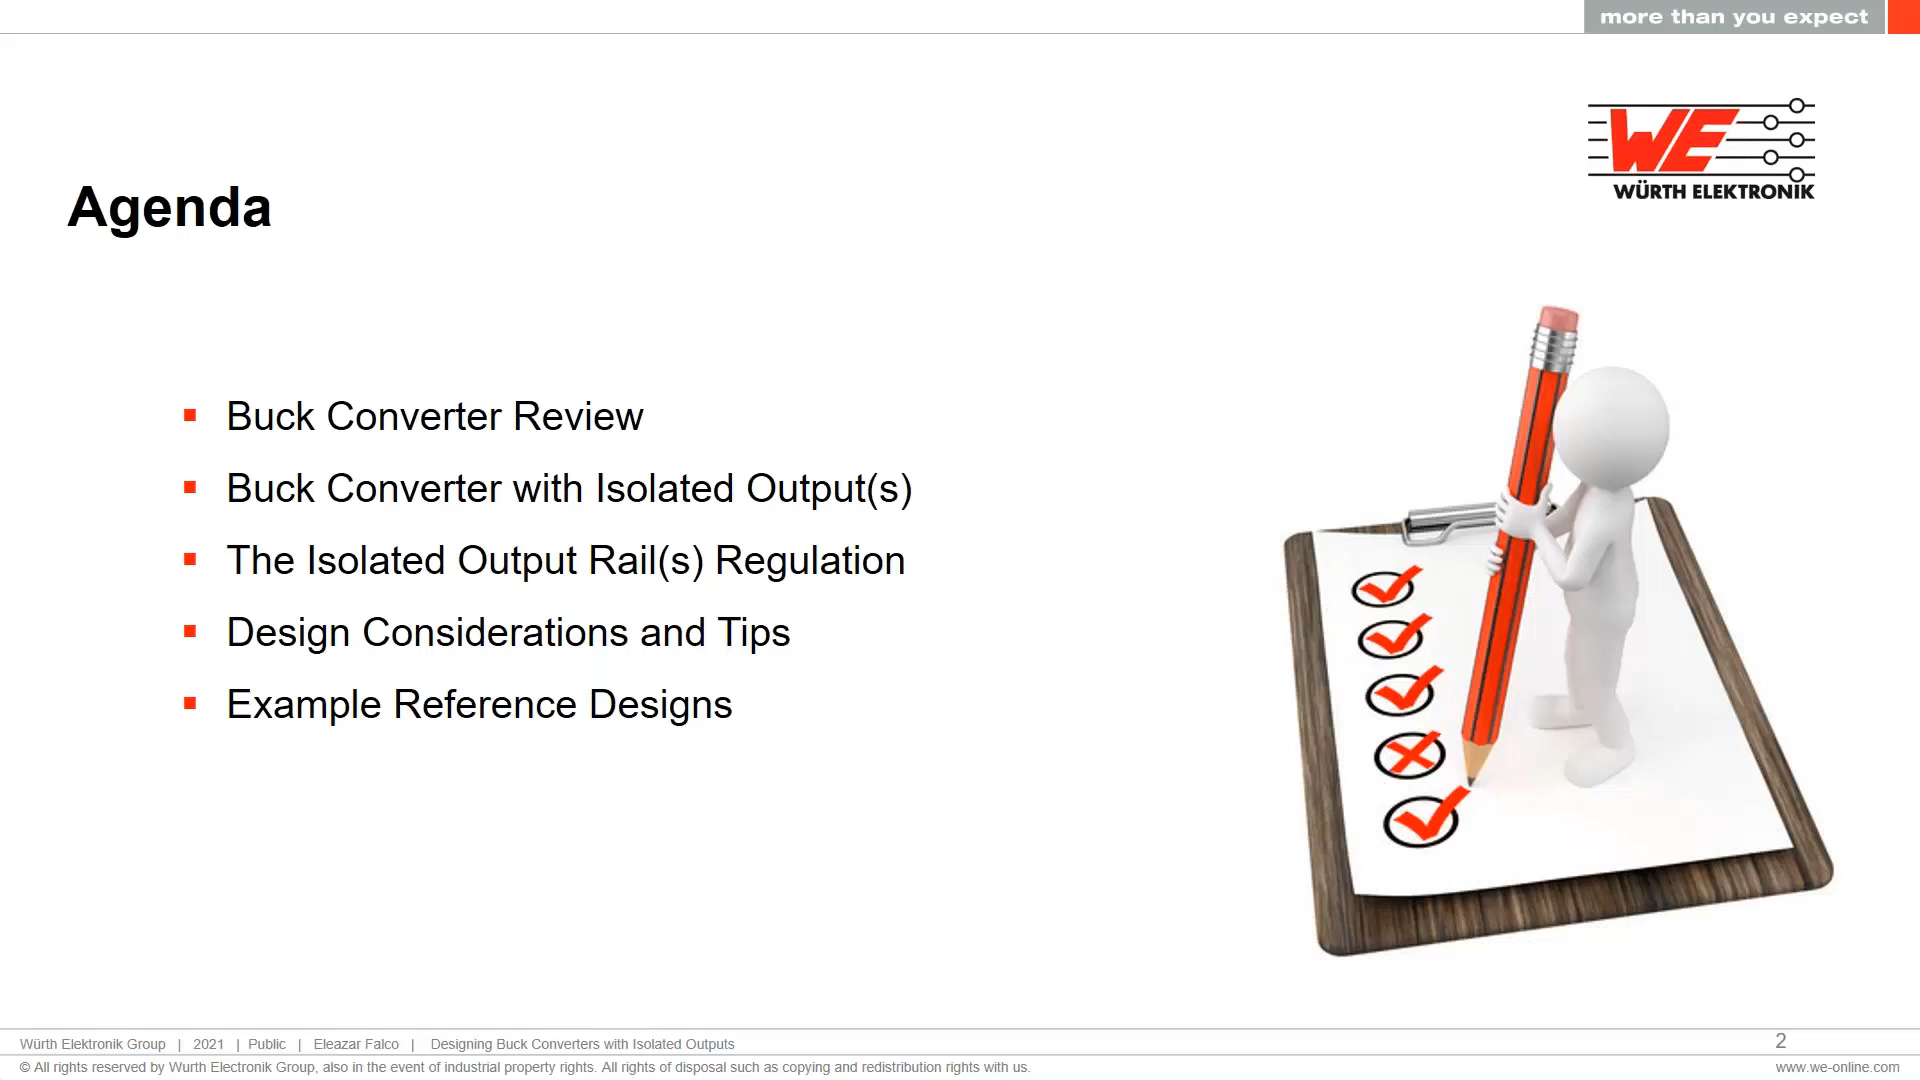 more than you expect
WE
WÜRTH ELEKTRONIK
Agenda
Buck Converter Review
Buck Converter with Isolated Output(s)
The Isolated Output Rail(s) Regulation
Design Considerations and Tips
Example Reference Designs
Würth Elektronik Group | 2021 | Public | Eleazar Falco | Designing Buck Converters with Isolated Outputs
2
© All rights reserved by Wurth Electronik Group, also in the event of industrial property rights. All rights of disposal such as copying and redistribution rights with us.
www.we-online.com